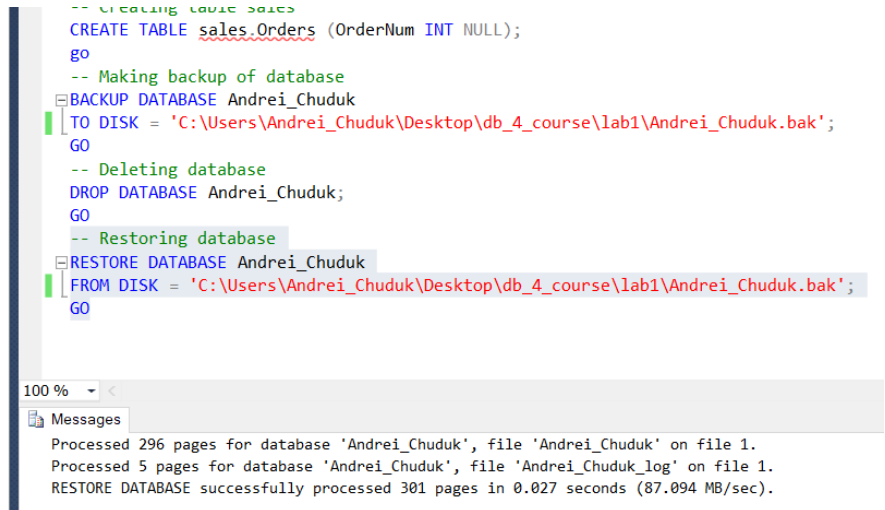 -- Creating table sales
CREATE TABLE sales.Orders (OrderNum INT NULL);
go
-- Making backup of database
BACKUP DATABASE Andrei_Chuduk
TO DISK = 'C:\Users\Andrei_Chuduk\Desktop\db_4_course\lab1\Andrei_Chuduk.bak';
GO
-- Deleting database
DROP DATABASE Andrei_Chuduk;
GO
-- Restoring database
RESTORE DATABASE Andrei_Chuduk
FROM DISK = 'C:\Users\Andrei_Chuduk\Desktop\db_4_course\lab1\Andrei_Chuduk.bak';
GO
100 %
Messages
Processed 296 pages for database 'Andrei_Chuduk', file 'Andrei_Chuduk' on file 1.
Processed 5 pages for database 'Andrei_Chuduk', file 'Andrei_Chuduk_log' on file 1.
RESTORE DATABASE successfully processed 301 pages in 0.027 seconds (87.094 MB/sec).